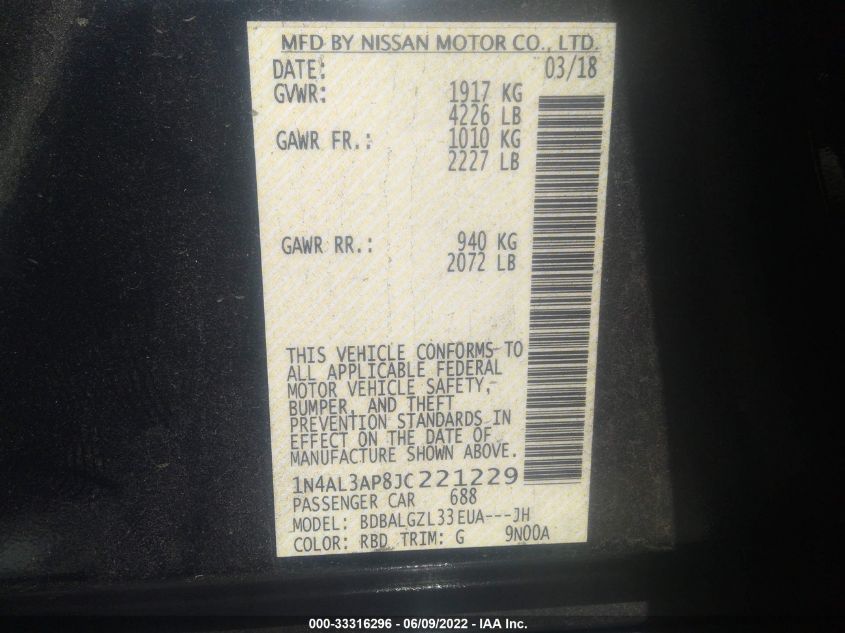 MFD BY NISSAN MOTOR CO., LTD.
DATE: 03/18
GVWR: 1917 KG
4226 LB
GAWR FR.: 1010 KG
2227 LB
GAWR RR.: 940 KG
2072 LB
THIS VEHICLE CONFORMS TO
ALL APPLICABLE FEDERAL
MOTOR VEHICLE SAFETY,
BUMPER, AND THEFT
PREVENTION STANDARDS IN
EFFECT ON THE DATE OF
MANUFACTURE SHOWN ABOVE.
1N4AL3AP8JC221229
PASSENGER CAR 688
MODEL: BDBALGZL33EUA---JH
COLOR: RBD TRIM: G 9N00A
000-33316296 - 06/09/2022 - IAA Inc.